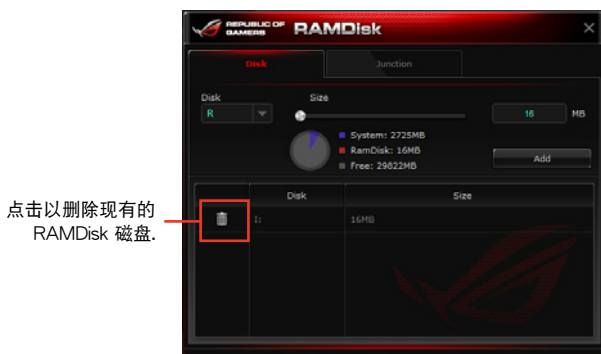 REPUBLIC OF
GAMERS
RAMDisk
Disk
Junction
Disk
Size
R
16
MB
System: 2725MB
RamDisk: 16MB
Free: 29822MB
Add
Disk
Size
I:
16MB
点击以删除现有的
RAMDisk 磁盘.